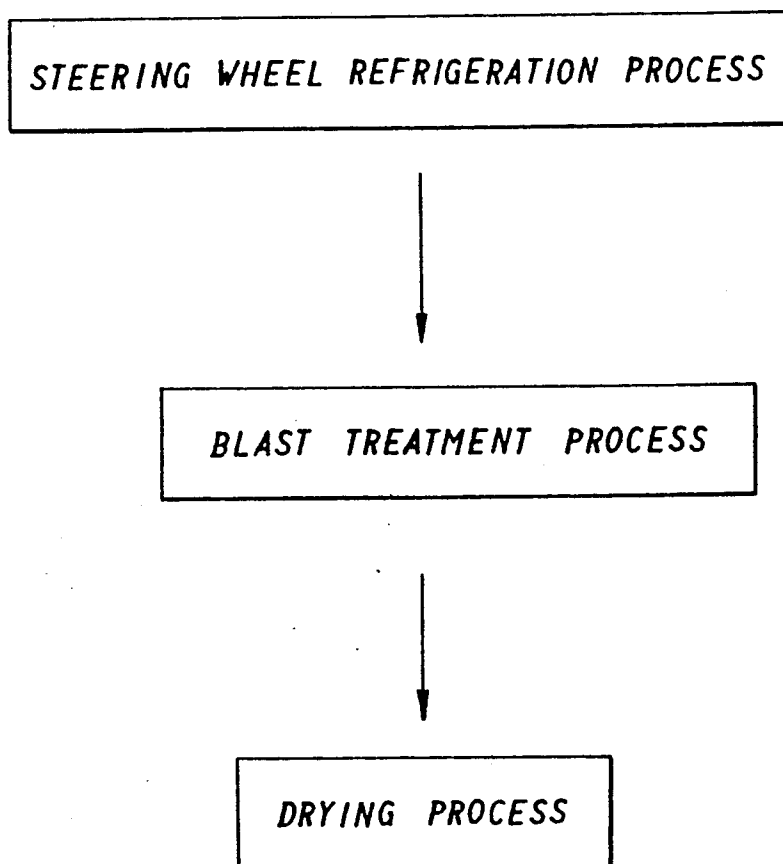 STEERING WHEEL REFRIGERATION PROCESS
BLAST TREATMENT PROCESS
DRYING PROCESS